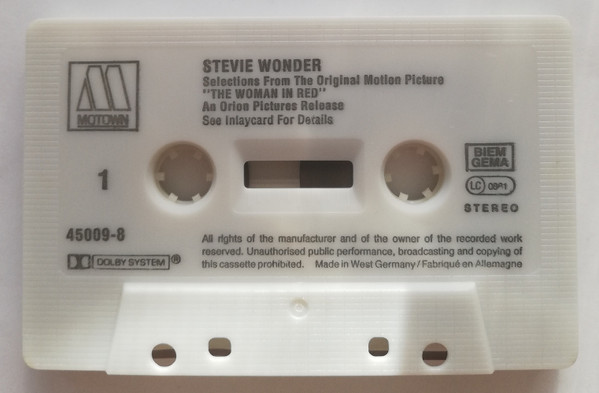 STEVIE WONDER
Selections From The Original Motion Picture
"THE WOMAN IN RED"
An Orion Pictures Release
See Inlaycard For Details
MOTOWN
1
BIEM
GEMA
LC 0991
STEREO
45009-8
DOLBY SYSTEM ®
All rights of the manufacturer and of the owner of the recorded work
reserved. Unauthorised public performance, broadcasting and copying of
this cassette prohibited. Made in West Germany / Fabriqué en Allemagne